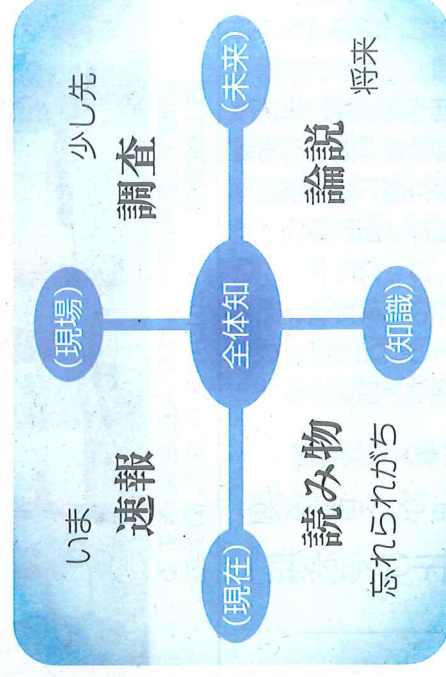 (現場)
いま
少し先
速報
調査
(現在)
全体知
(未来)
読み物
論説
忘れられがち
将来
(知識)